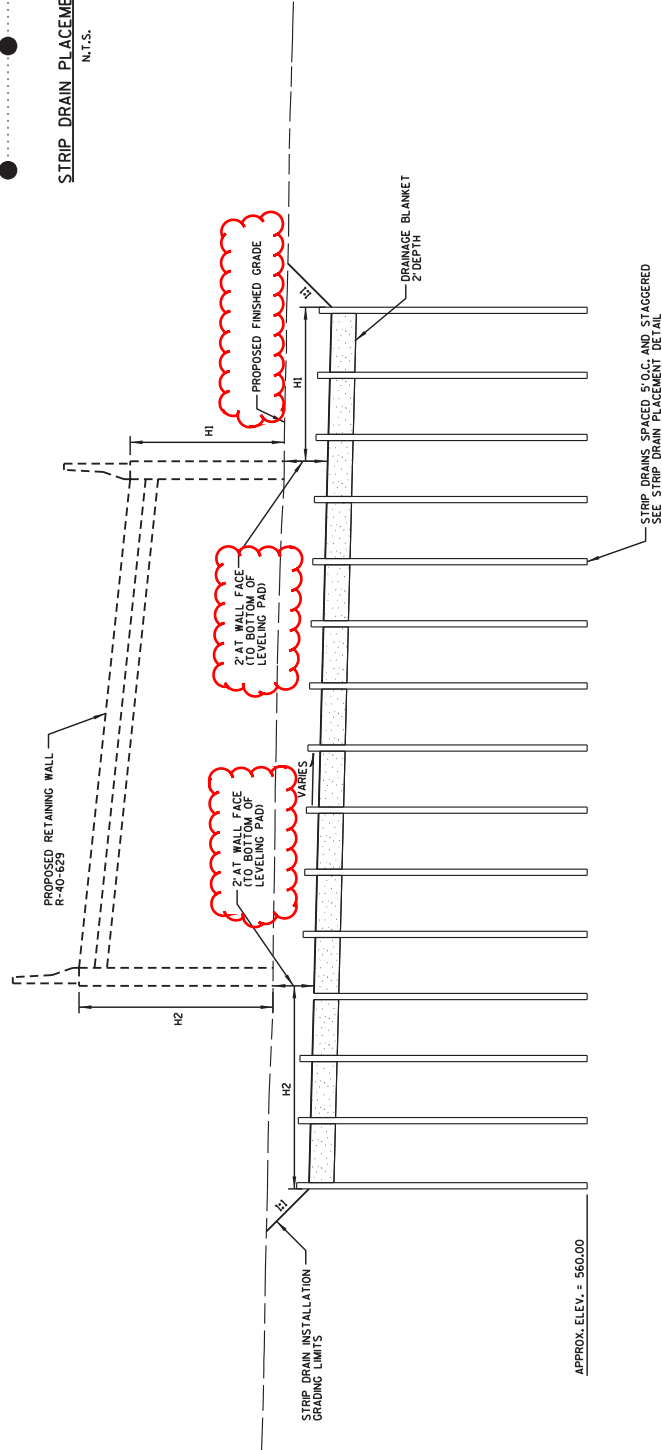 STRIP DRAIN PLACEME
N.T.S.
PROPOSED RETAINING WALL
R-40-629
H2
H1
2' AT WALL FACE
(TO BOTTOM OF
LEVELING PAD)
2' AT WALL FACE
(TO BOTTOM OF
LEVELING PAD)
PROPOSED FINISHED GRADE
H2
H1
VARIES
1:1
1:1
STRIP DRAIN INSTALLATION
GRADING LIMITS
DRAINAGE BLANKET
2' DEPTH
APPROX. ELEV. = 560.00
STRIP DRAINS SPACED 5' O.C. AND STAGGERED
SEE STRIP DRAIN PLACEMENT DETAIL